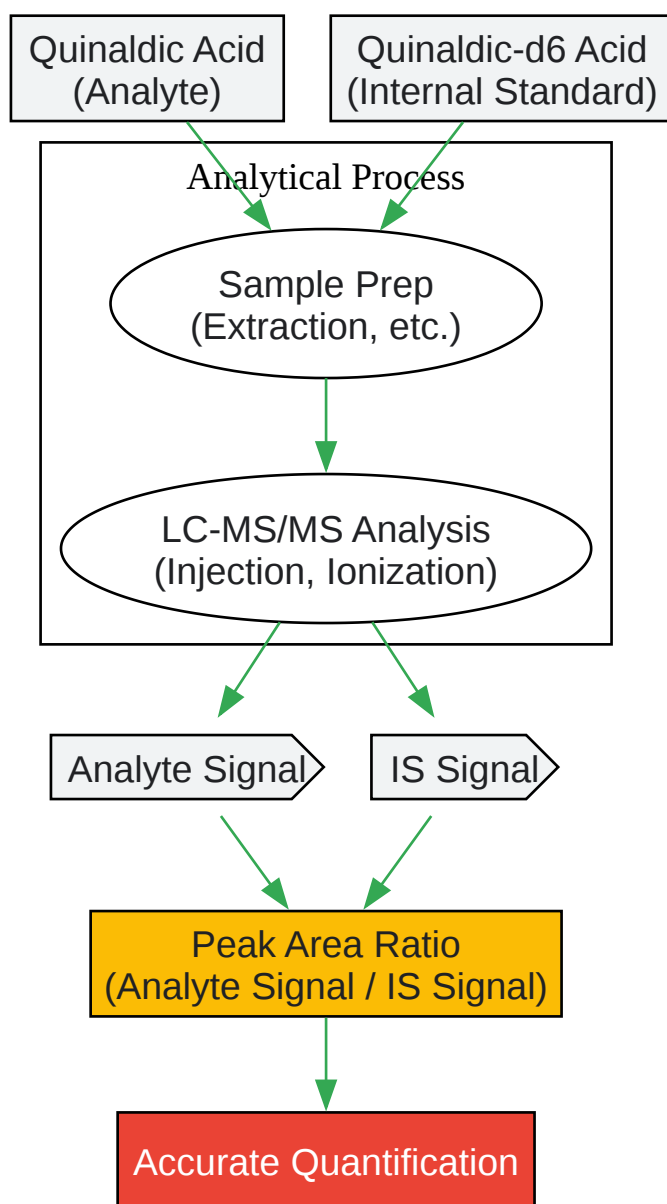 Quinaldic Acid
(Analyte)
Quinaldic-d6 Acid
(Internal Standard)
Analytical Process
Sample Prep
(Extraction, etc.)
LC-MS/MS Analysis
(Injection, Ionization)
Analyte Signal
IS Signal
Peak Area Ratio
(Analyte Signal / IS Signal)
Accurate Quantification